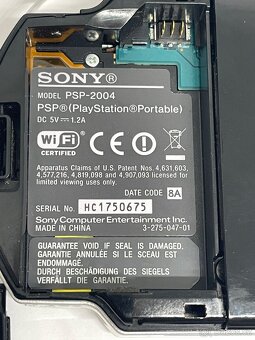 SONY®
MODEL PSP-2004
PSP®(PlayStation®Portable)
DC 5V⎓1.2A
Wi Fi
CERTIFIED
CE
Apparatus Claims of U.S. Patent Nos. 4,631,603,
4,577,216, 4,819,098 and 4,907,093 licensed for
limited viewing uses only.
DATE CODE 8A
SERIAL NO. HC1750675
Sony Computer Entertainment Inc.
MADE IN CHINA 3-275-047-01
GUARANTEE VOID IF SEAL IS DAMAGED.
GARANTIE ANNULEE SI CE SCEAU EST
ENDOMMAGÉ.
DURCH BESCHÄDIGUNG DES SIEGELS
VERFÄLLT DIE GARANTIE.